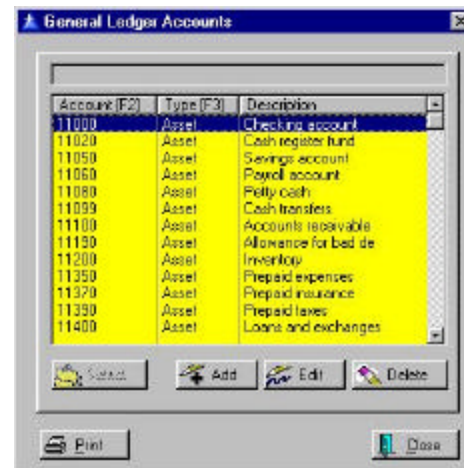 General Ledger Accounts
Account [F2] Type [F3] Description
11000 Asset Checking account
11020 Asset Cash register fund
11050 Asset Savings account
11060 Asset Payroll account
11080 Asset Petty cash
11099 Asset Cash transfers
11100 Asset Accounts receivable
11190 Asset Allowance for bad de
11200 Asset Inventory
11350 Asset Prepaid expenses
11370 Asset Prepaid insurance
11390 Asset Prepaid taxes
11400 Asset Loans and exchanges
Select Add Edit Delete
Print Close